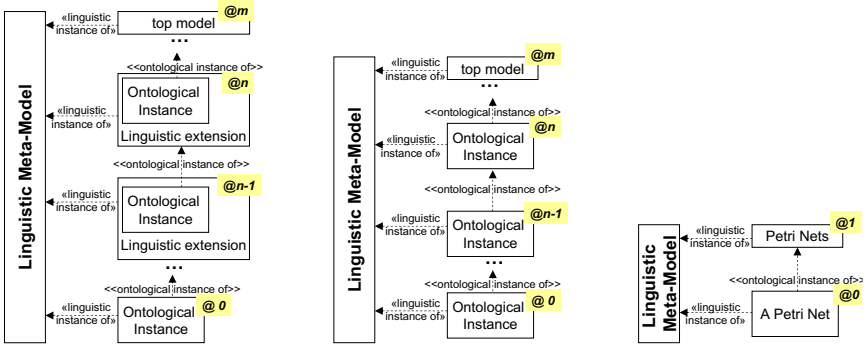 Linguistic Meta-Model
top model
@m
«linguistic
instance of»
...
<<ontological instance of>>
@n
Ontological
Instance
Linguistic extension
«linguistic
instance of»
<<ontological instance of>>
@n-1
Ontological
Instance
Linguistic extension
«linguistic
instance of»
...
<<ontological instance of>>
@ 0
Ontological
Instance
«linguistic
instance of»
Linguistic Meta-Model
@m
top model
«linguistic
instance of»
...
<<ontological instance of>>
@n
Ontological
Instance
«linguistic
instance of»
<<ontological instance of>>
@n-1
Ontological
Instance
«linguistic
instance of»
...
<<ontological instance of>>
@ 0
Ontological
Instance
«linguistic
instance of»
Linguistic
Meta-Model
@1
Petri Nets
«linguistic
instance of»
<<ontological instance of>>
@0
A Petri Net
«linguistic
instance of»